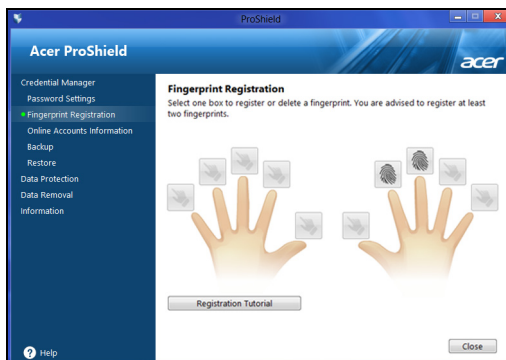 ProShield
Acer ProShield
acer
Credential Manager
Password Settings
Fingerprint Registration
Online Accounts Information
Backup
Restore
Data Protection
Data Removal
Information
Help
Fingerprint Registration
Select one box to register or delete a fingerprint. You are advised to register at least
two fingerprints.
Registration Tutorial
Close